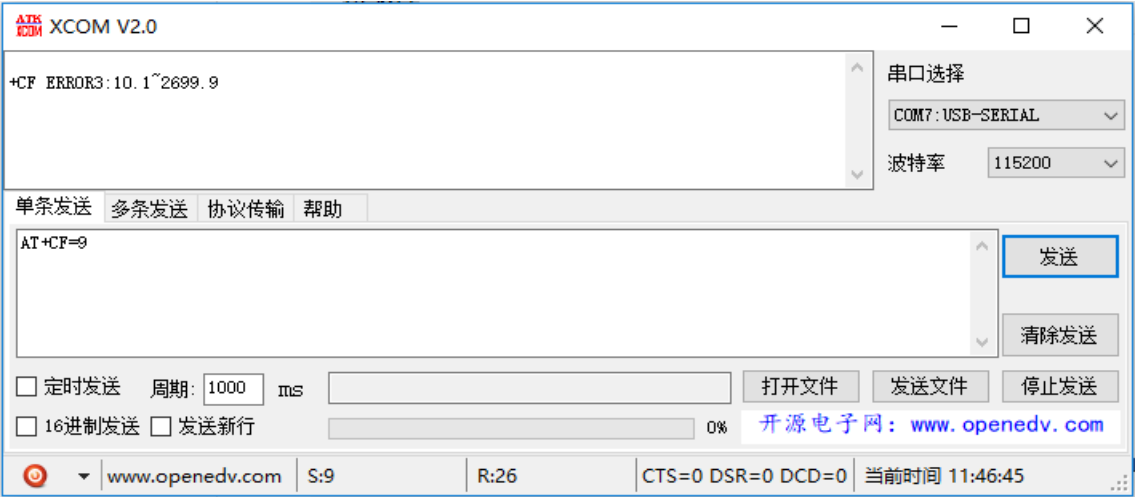 ATK
XCOM XCOM V2.0
+CF ERROR3:10.1~2699.9
串口选择
COM7:USB-SERIAL
波特率 115200
单条发送 多条发送 协议传输 帮助
AT+CF=9
发送
清除发送
定时发送 周期: 1000 ms 打开文件 发送文件 停止发送
16进制发送 发送新行 0% 开源电子网: www.openedv.com
www.openedv.com S:9 R:26 CTS=0 DSR=0 DCD=0 当前时间 11:46:45